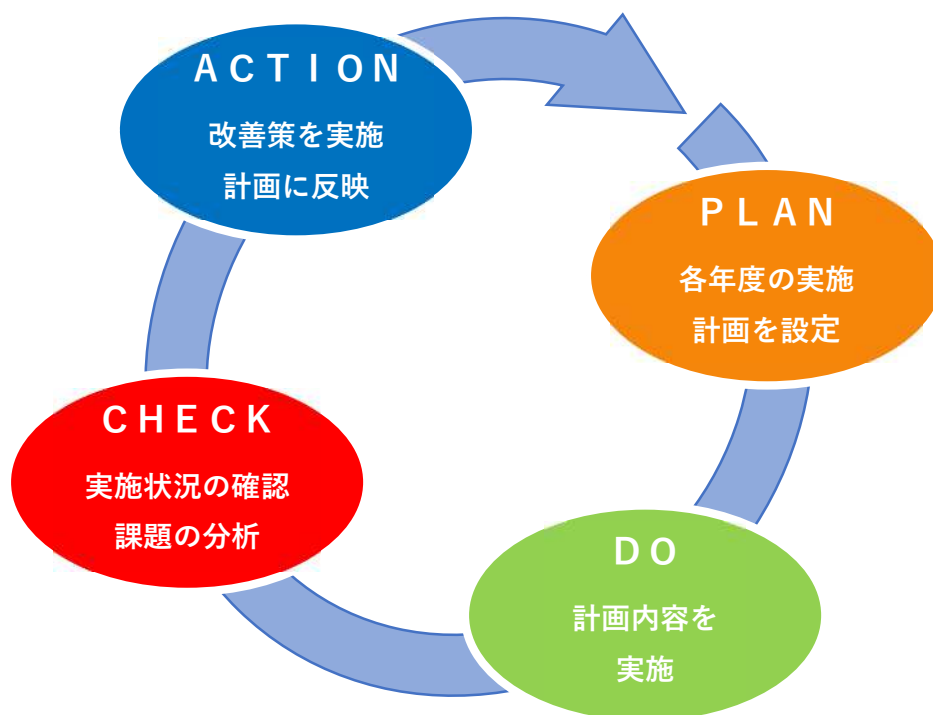 ＡＣＴＩＯＮ
改善策を実施
計画に反映
ＰＬＡＮ
各年度の実施
計画を設定
ＤＯ
計画内容を
実施
ＣＨＥＣＫ
実施状況の確認
課題の分析